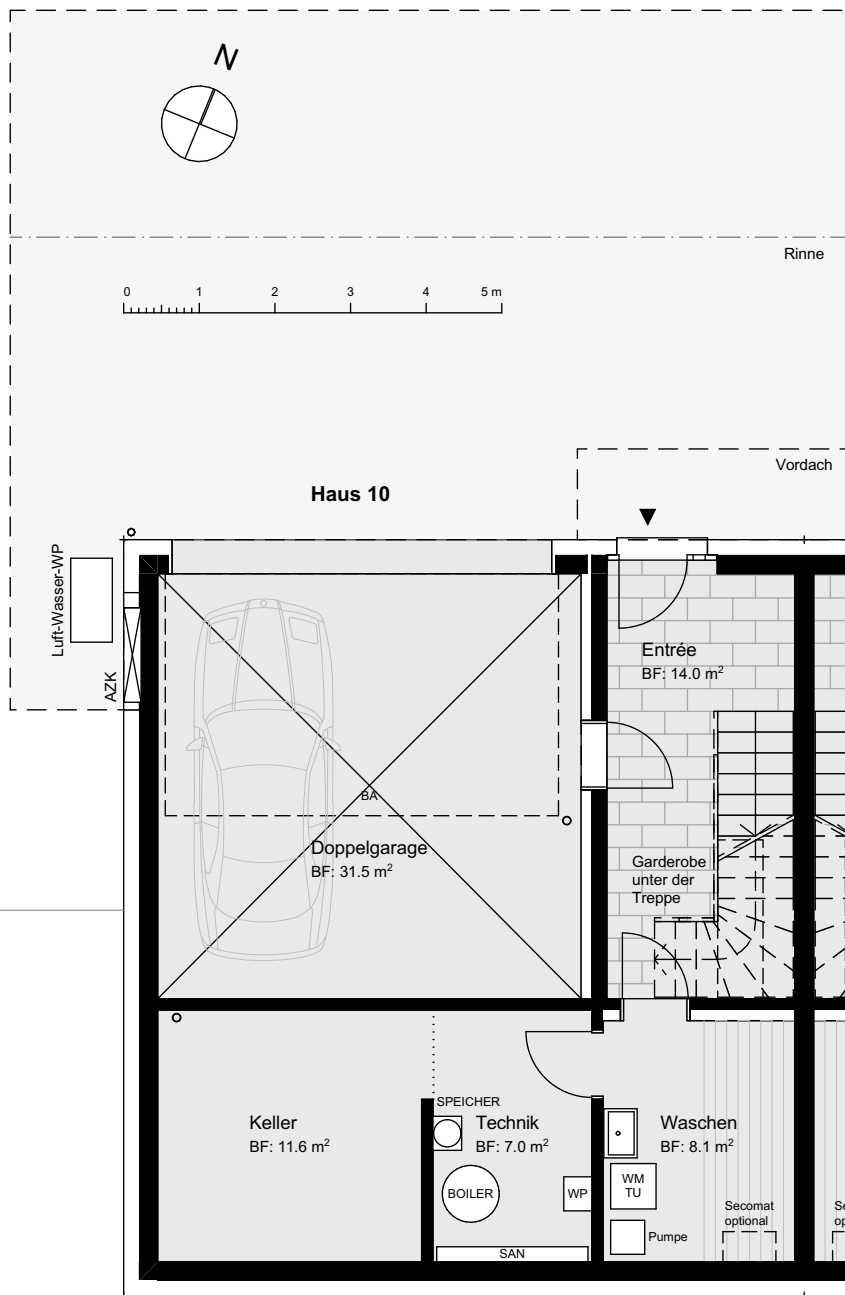 N
Rinne
0 1 2 3 4 5 m
Vordach
Haus 10
Luft-Wasser-WP
AZK
Entrée
BF: 14.0 m²
BA
Doppelgarage
BF: 31.5 m²
Garderobe
unter der
Treppe
SPEICHER
Keller
BF: 11.6 m²
Technik
BF: 7.0 m²
Waschen
BF: 8.1 m²
BOILER
WP
WM
TU
Secomat
optional
Se
op
Pumpe
SAN